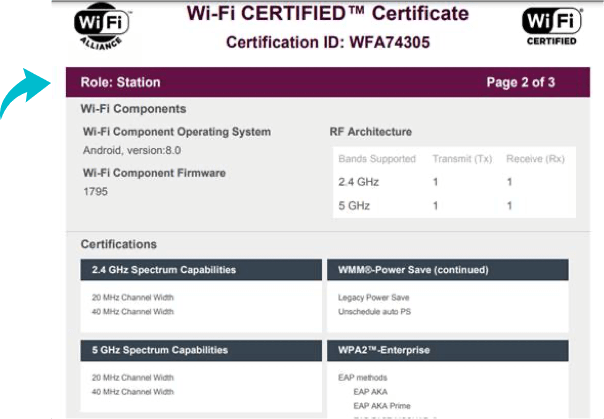 Wi-Fi CERTIFIED™ Certificate
Certification ID: WFA74305
Wi Fi
ALLIANCE
Wi Fi
CERTIFIED
Role: Station
Page 2 of 3
Wi-Fi Components
Wi-Fi Component Operating System
Android, version:8.0
Wi-Fi Component Firmware
1795
RF Architecture
Bands Supported Transmit (Tx) Receive (Rx)
2.4 GHz 1 1
5 GHz 1 1
Certifications
2.4 GHz Spectrum Capabilities
20 MHz Channel Width
40 MHz Channel Width
WMM®-Power Save (continued)
Legacy Power Save
Unschedule auto PS
5 GHz Spectrum Capabilities
20 MHz Channel Width
40 MHz Channel Width
WPA2™-Enterprise
EAP methods
EAP AKA
EAP AKA Prime